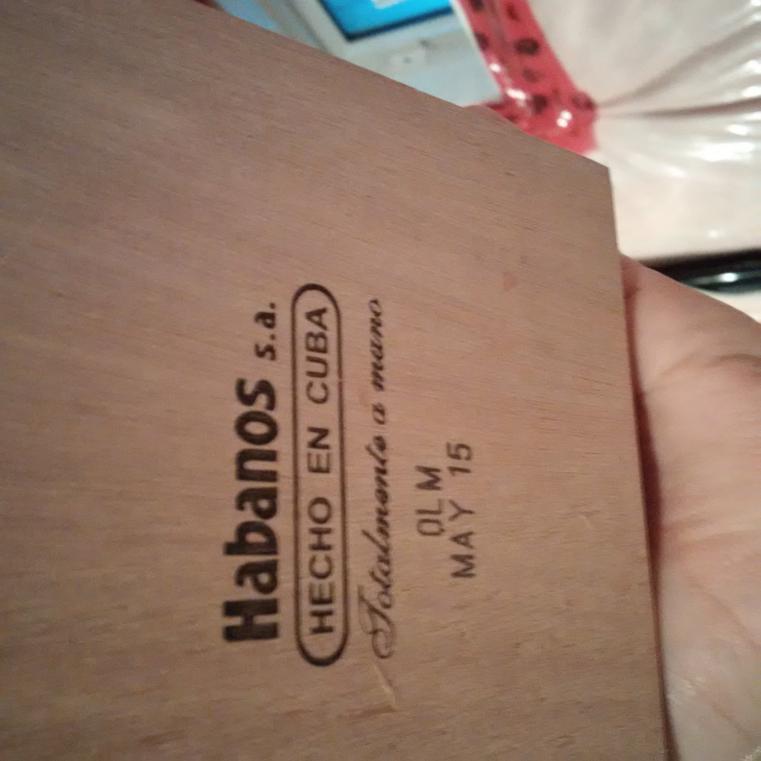 Habanos s.a.
HECHO EN CUBA
Totalmente a mano
OLM
MAY 15